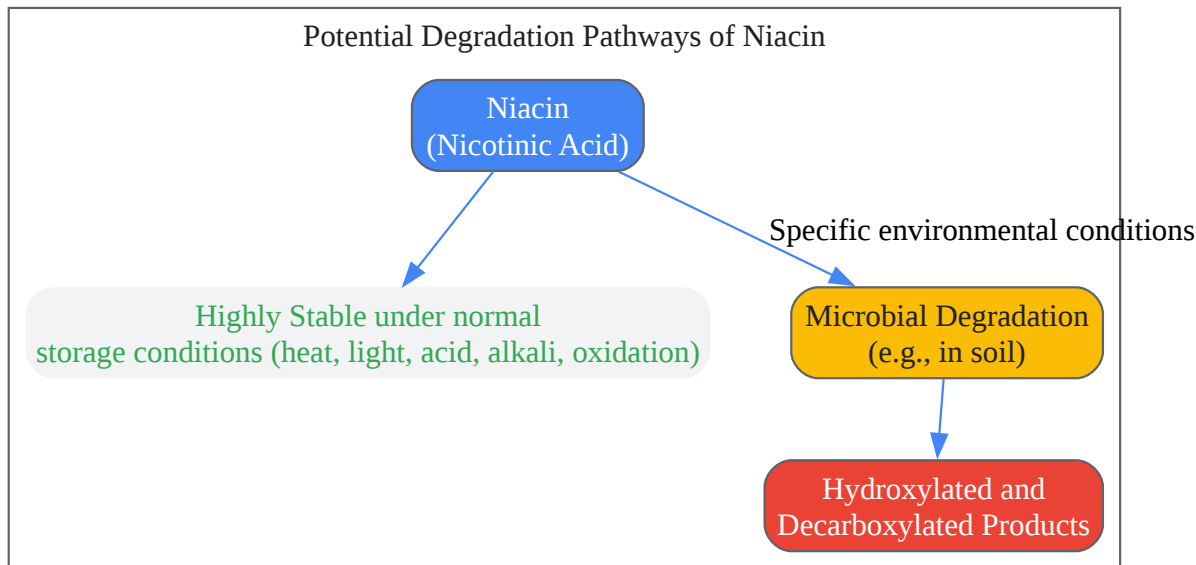 Potential Degradation Pathways of Niacin
Niacin
(Nicotinic Acid)
Specific environmental conditions
Highly Stable under normal
storage conditions (heat, light, acid, alkali, oxidation)
Microbial Degradation
(e.g., in soil)
Hydroxylated and
Decarboxylated Products